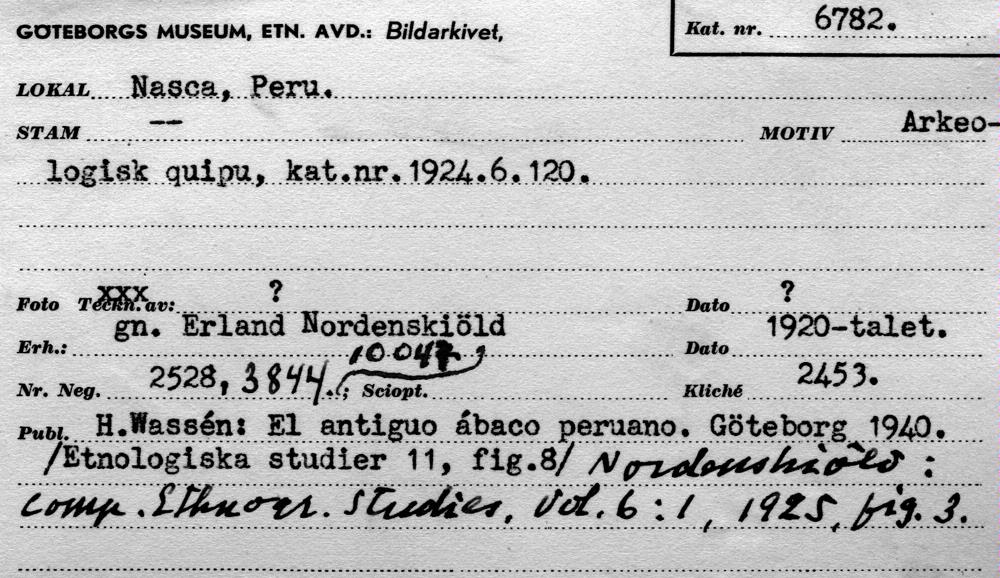 GÖTEBORGS MUSEUM, ETN. AVD.: Bildarkivet, Kat. nr. 6782.
LOKAL Nasca, Peru.
STAM -- MOTIV Arkeo-
logisk quipu, kat.nr.1924.6.120.
Foto Teckn. av: ? Dato ?
xxx
gn. Erland Nordenskiöld 1920-talet.
Erh.: Dato
10047
Nr. Neg. 2528, 3844.; Sciopt. Kliché 2453.
Publ. H.Wassén: El antiguo ábaco peruano. Göteborg 1940.
/Etnologiska studier 11, fig.8/ Nordenskiöld:
Comp. Ethnogr. Studies, Vol. 6:1, 1925, fig. 3.